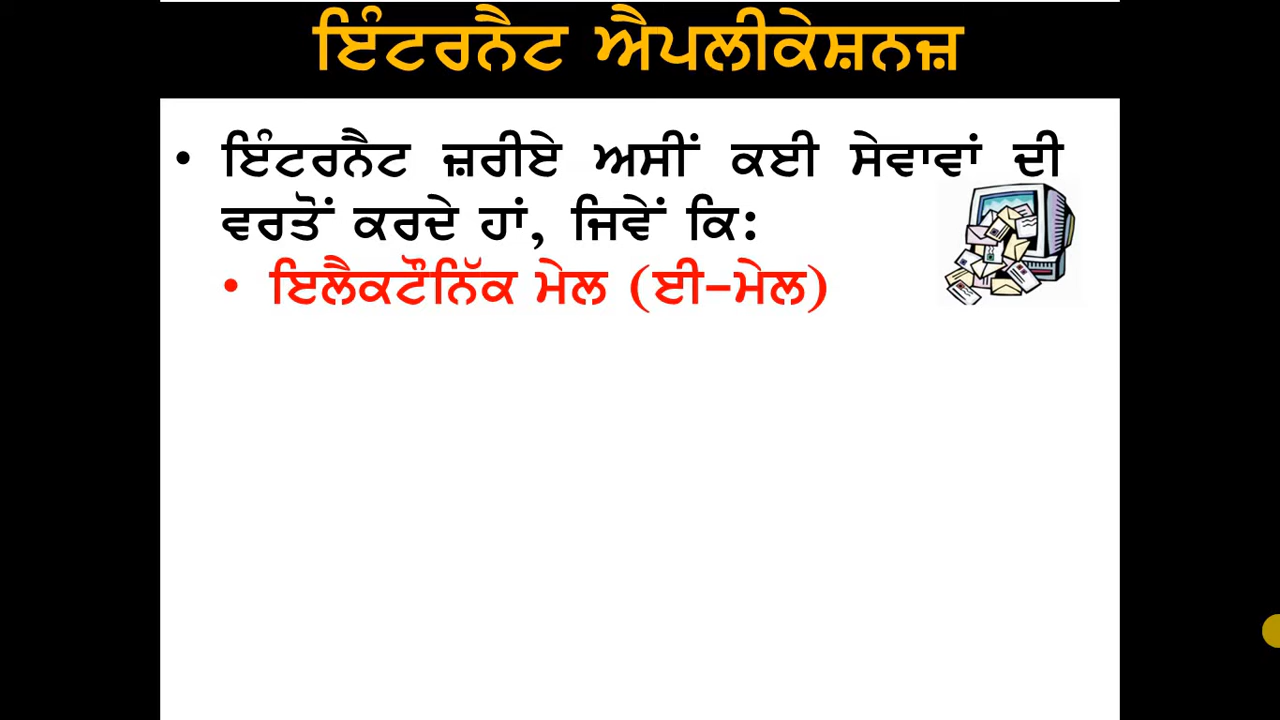 ਇੰਟਰਨੈਟ ਐਪਲੀਕੇਸ਼ਨਜ਼
• ਇੰਟਰਨੈਟ ਜ਼ਰੀਏ ਅਸੀਂ ਕਈ ਸੇਵਾਵਾਂ ਦੀ
ਵਰਤੋਂ ਕਰਦੇ ਹਾਂ, ਜਿਵੇਂ ਕਿ:
• ਇਲੈਕਟੌਨਿੱਕ ਮੇਲ (ਈ-ਮੇਲ)